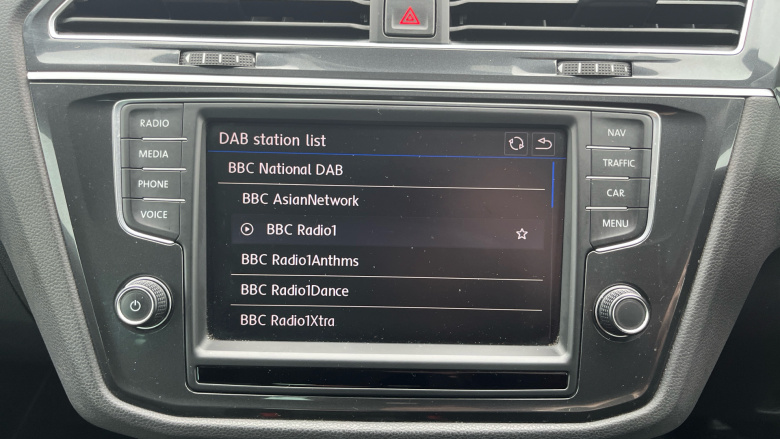 RADIO
MEDIA
PHONE
VOICE
DAB station list
BBC National DAB
BBC AsianNetwork
BBC Radio1
BBC Radio1Anthms
BBC Radio1Dance
BBC Radio1Xtra
NAV
TRAFFIC
CAR
MENU